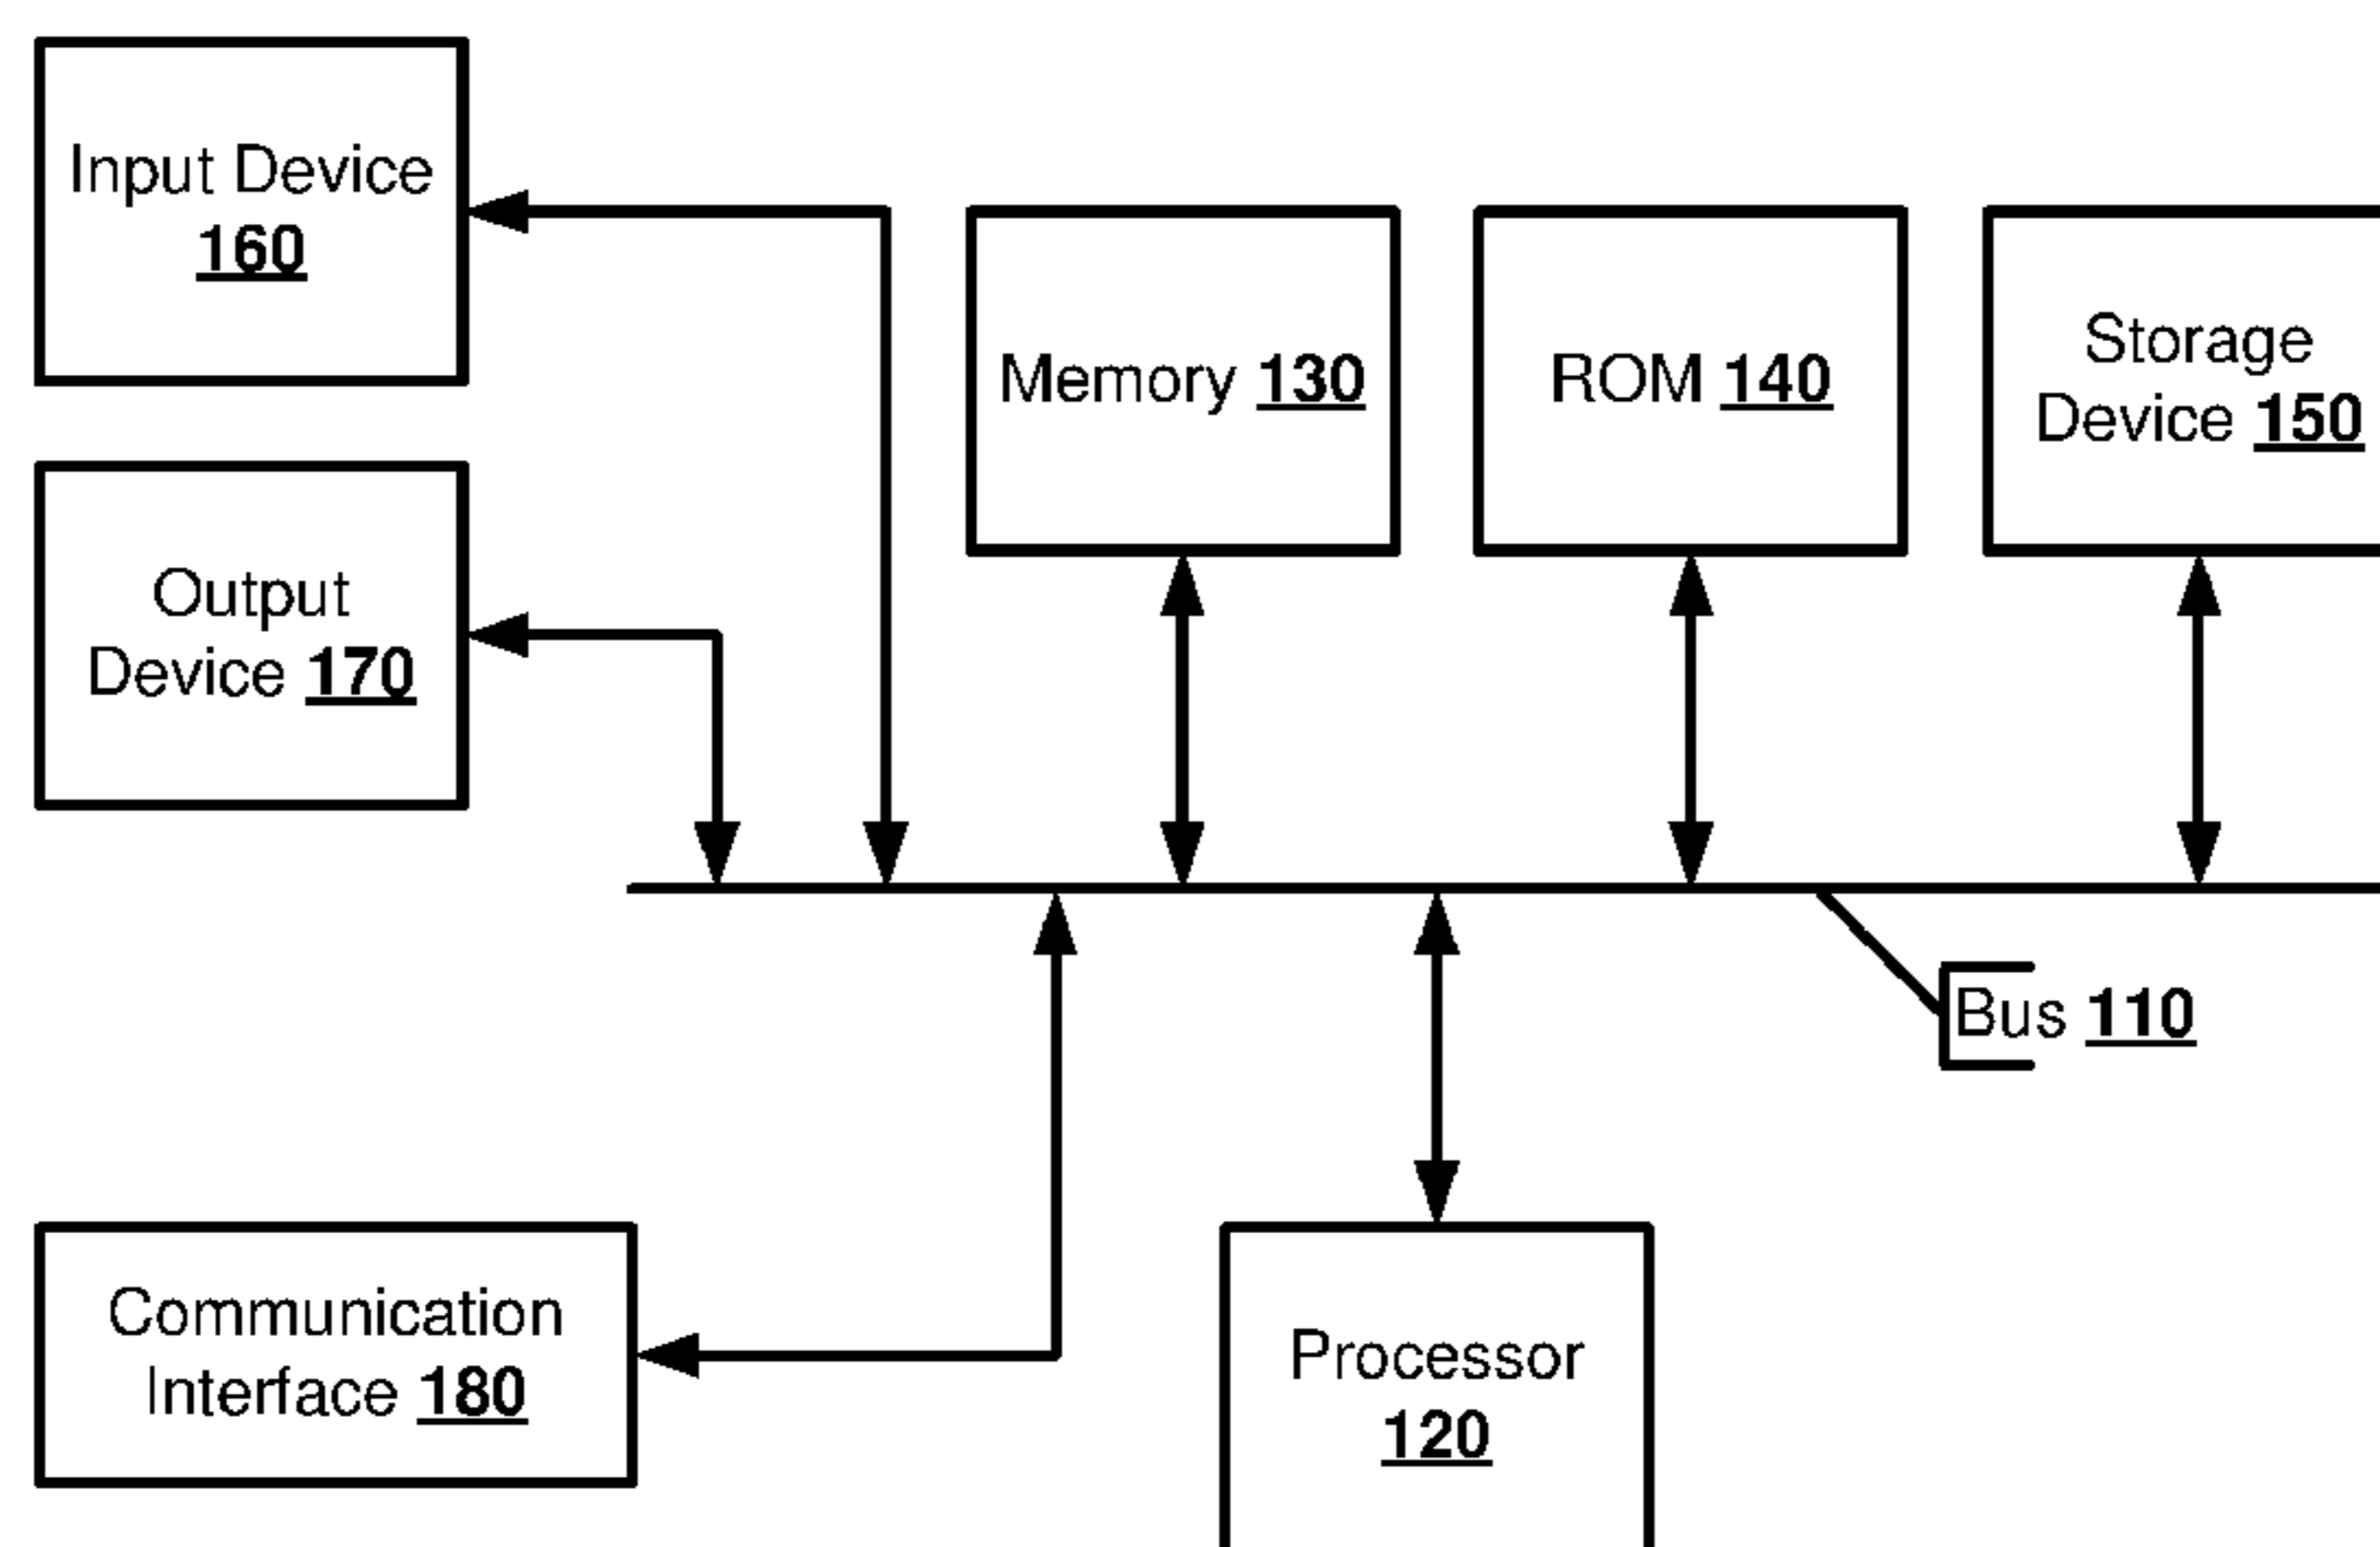 Input Device
160
Memory 130
ROM 140
Storage
Device 150
Output
Device 170
Bus 110
Communication
Interface 180
Processor
120